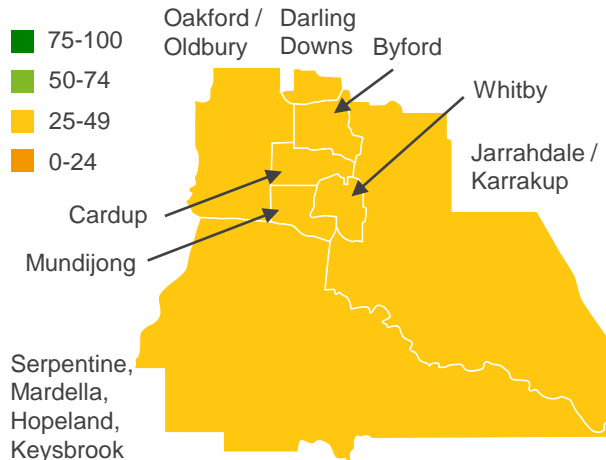 75-100
50-74
25-49
0-24
Oakford /
Oldbury
Darling
Downs
Byford
Whitby
Jarrahdale /
Karrakup
Cardup
Mundijong
Serpentine,
Mardella,
Hopeland,
Keysbrook